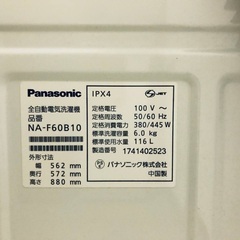 Panasonic
全自動電気洗濯機
品番
NA-F60B10
外形寸法
幅 562 mm
奥行 572 mm
高さ 880 mm
IPX4
JET
定格電圧 100 V～
定格周波数 50/60 Hz
定格消費電力 380/445 W
標準洗濯容量 6.0 kg
標準使用水量 116 L
製造番号 1741402523
パナソニック株式会社
中国製